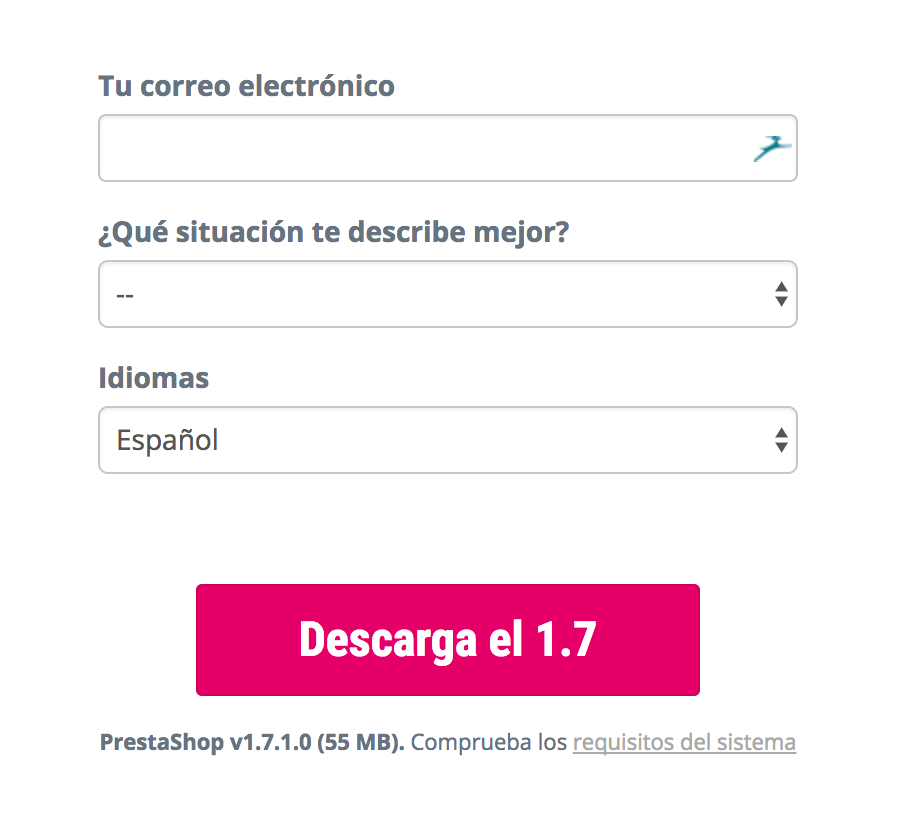 Tu correo electrónico
¿Qué situación te describe mejor?
--
Idiomas
Español
Descarga el 1.7
PrestaShop v1.7.1.0 (55 MB). Comprueba los requisitos del sistema